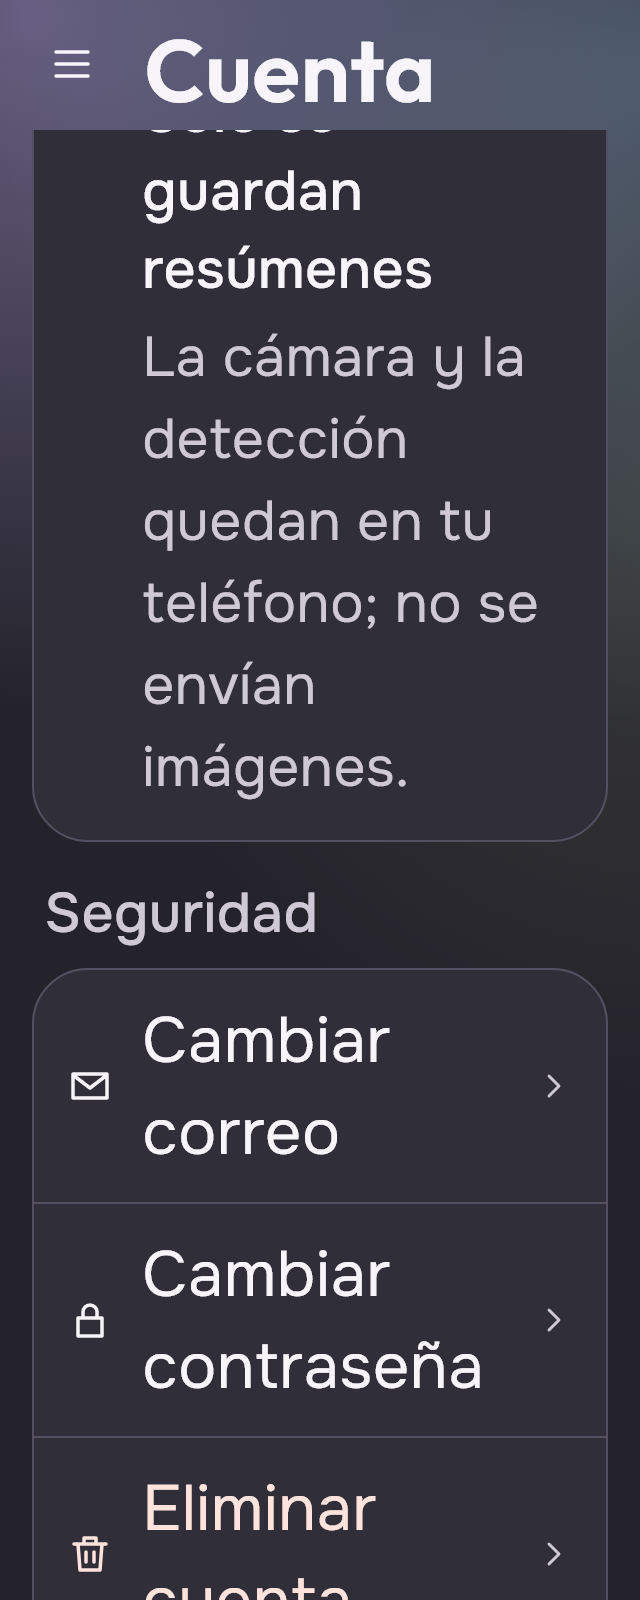 Cuenta
guardan
resúmenes
La cámara y la
detección
quedan en tu
teléfono; no se
envían
imágenes.
Seguridad
Cambiar
correo
Cambiar
contraseña
Eliminar
cuenta